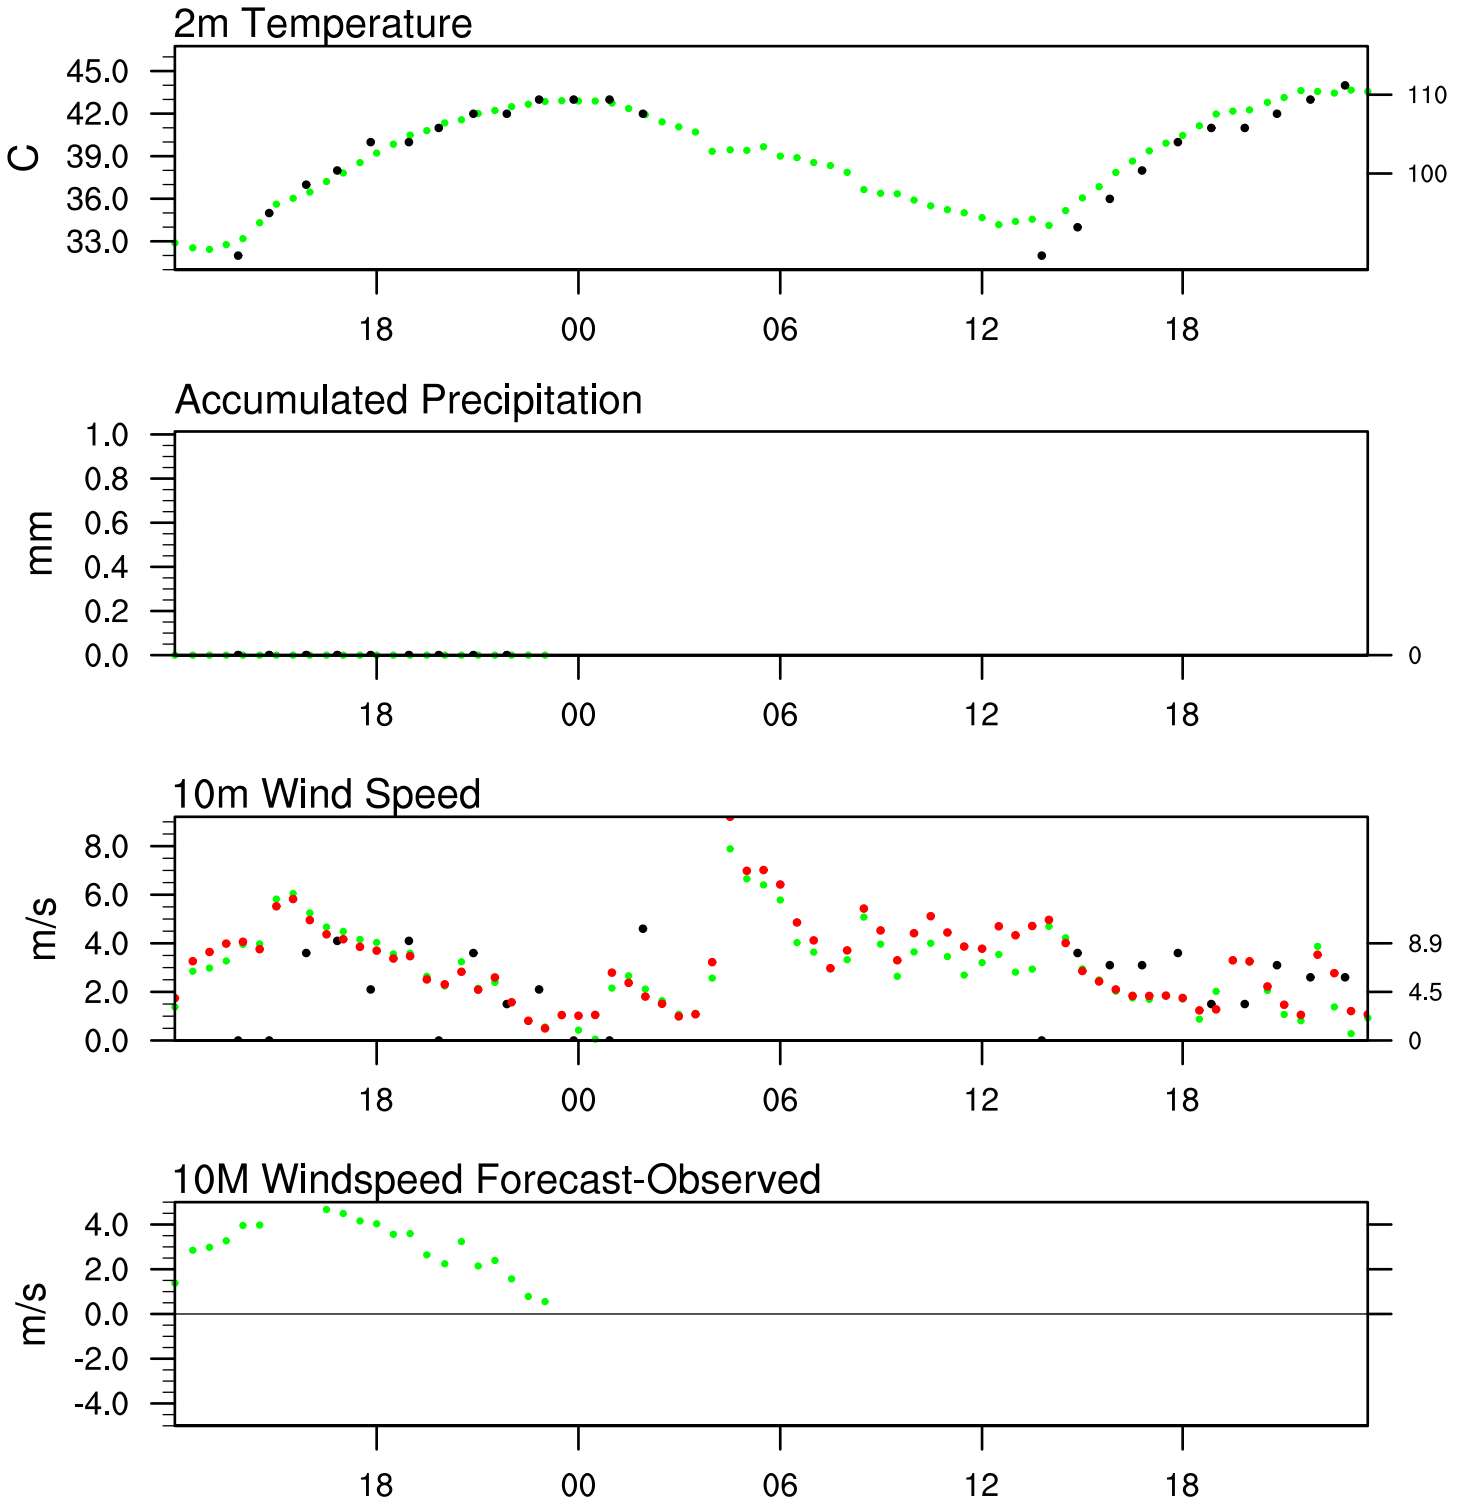 2m Temperature
45.0
42.0
39.0
36.0
33.0
C
110
100
18 00 06 12 18
Accumulated Precipitation
1.0
0.8
0.6
0.4
0.2
0.0
mm
0
18 00 06 12 18
10m Wind Speed
8.0
6.0
4.0
2.0
0.0
m/s
8.9
4.5
0
18 00 06 12 18
10M Windspeed Forecast-Observed
4.0
2.0
0.0
-2.0
-4.0
m/s
18 00 06 12 18